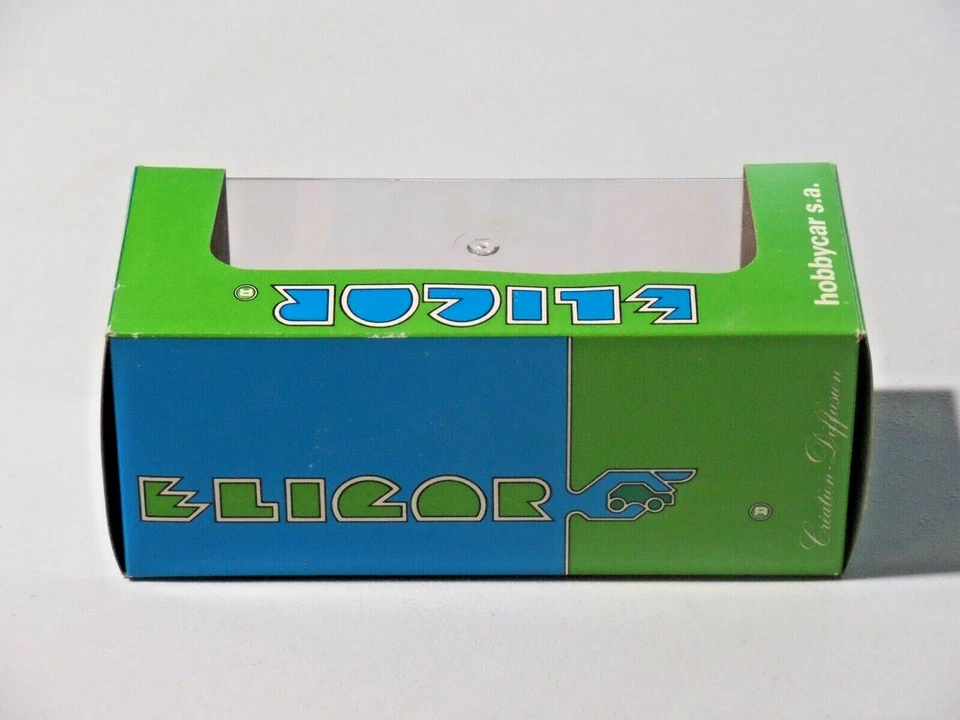 ELIGOR ®
hobbycar s.a.
ELIGOR ®
Création-Diffusion